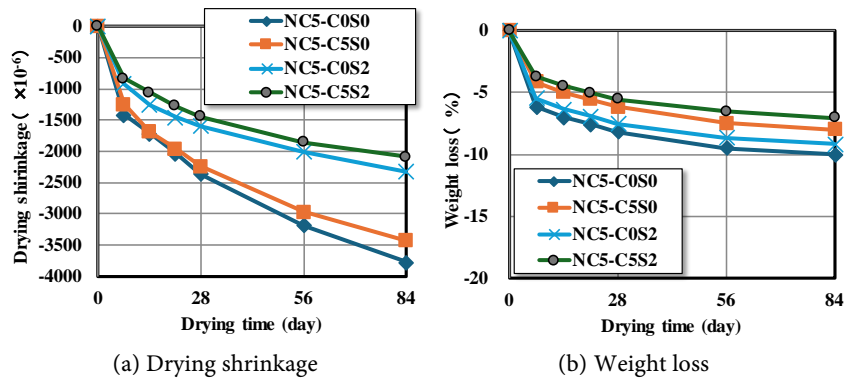 NC5-C0S0
NC5-C5S0
NC5-C0S2
NC5-C5S2
Drying shrinkage( ×10⁻⁶)
0
-500
-1000
-1500
-2000
-2500
-3000
-3500
-4000
0 28 56 84
Drying time (day)
(a) Drying shrinkage
Weight loss( %)
0
-5
-10
-15
-20
NC5-C0S0
NC5-C5S0
NC5-C0S2
NC5-C5S2
0 28 56 84
Drying time (day)
(b) Weight loss